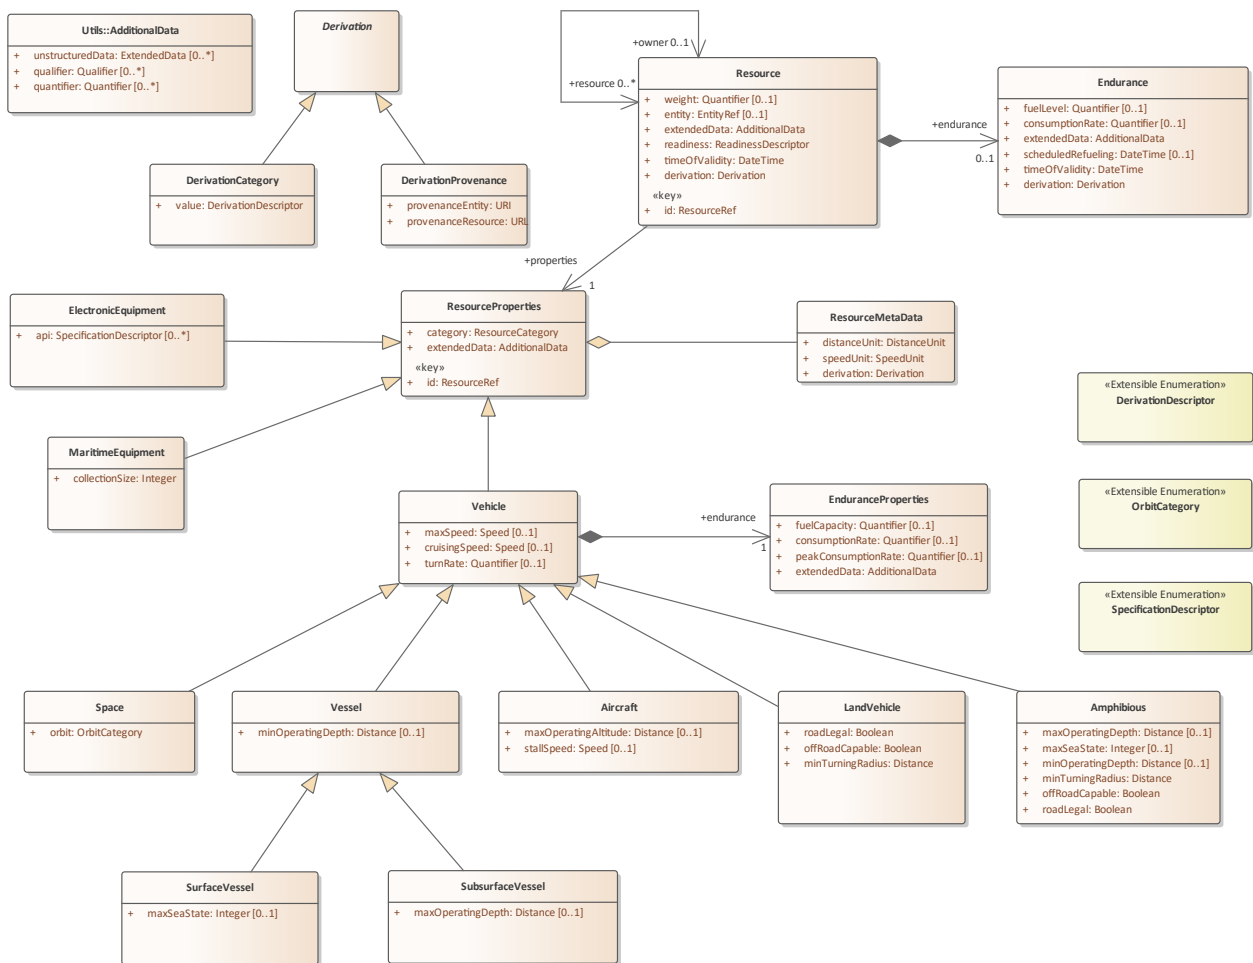 Utils::AdditionalData
+ unstructuredData: ExtendedData [0..*]
+ qualifier: Qualifier [0..*]
+ quantifier: Quantifier [0..*]
Derivation
+owner 0..1
+resource 0..*
Resource
+ weight: Quantifier [0..1]
+ entity: EntityRef [0..1]
+ extendedData: AdditionalData
+ readiness: ReadinessDescriptor
+ timeOfValidity: DateTime
+ derivation: Derivation
«key»
+ id: ResourceRef
+endurance
0..1
Endurance
+ fuelLevel: Quantifier [0..1]
+ consumptionRate: Quantifier [0..1]
+ extendedData: AdditionalData
+ scheduledRefueling: DateTime [0..1]
+ timeOfValidity: DateTime
+ derivation: Derivation
DerivationCategory
+ value: DerivationDescriptor
DerivationProvenance
+ provenanceEntity: URI
+ provenanceResource: URL
+properties
1
ElectronicEquipment
+ api: SpecificationDescriptor [0..*]
ResourceProperties
+ category: ResourceCategory
+ extendedData: AdditionalData
«key»
+ id: ResourceRef
ResourceMetaData
+ distanceUnit: DistanceUnit
+ speedUnit: SpeedUnit
+ derivation: Derivation
«Extensible Enumeration»
DerivationDescriptor
MaritimeEquipment
+ collectionSize: Integer
Vehicle
+ maxSpeed: Speed [0..1]
+ cruisingSpeed: Speed [0..1]
+ turnRate: Quantifier [0..1]
+endurance
1
EnduranceProperties
+ fuelCapacity: Quantifier [0..1]
+ consumptionRate: Quantifier [0..1]
+ peakConsumptionRate: Quantifier [0..1]
+ extendedData: AdditionalData
«Extensible Enumeration»
OrbitCategory
«Extensible Enumeration»
SpecificationDescriptor
Space
+ orbit: OrbitCategory
Vessel
+ minOperatingDepth: Distance [0..1]
Aircraft
+ maxOperatingAltitude: Distance [0..1]
+ stallSpeed: Speed [0..1]
LandVehicle
+ roadLegal: Boolean
+ offRoadCapable: Boolean
+ minTurningRadius: Distance
Amphibious
+ maxOperatingDepth: Distance [0..1]
+ maxSeaState: Integer [0..1]
+ minOperatingDepth: Distance [0..1]
+ minTurningRadius: Distance
+ offRoadCapable: Boolean
+ roadLegal: Boolean
SurfaceVessel
+ maxSeaState: Integer [0..1]
SubsurfaceVessel
+ maxOperatingDepth: Distance [0..1]